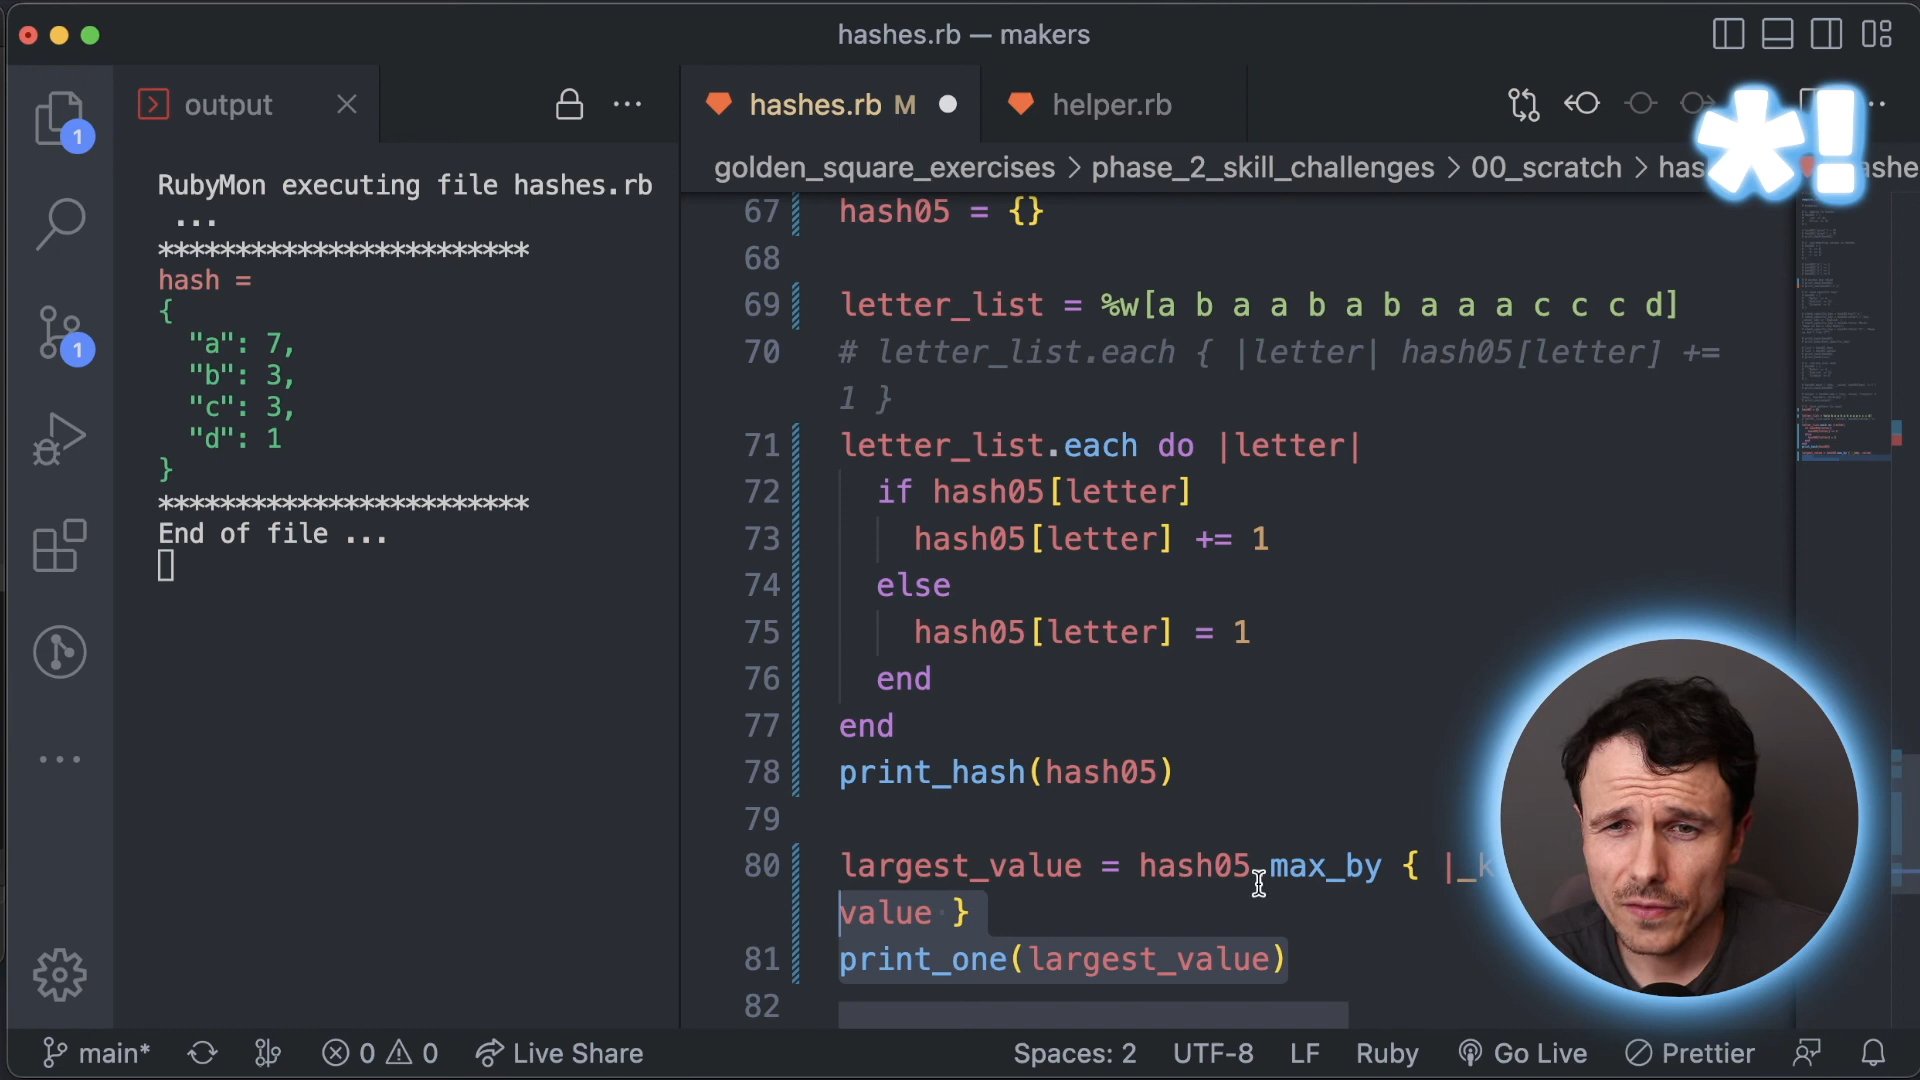 hashes.rb — makers
output
1
hashes.rb M
helper.rb
golden_square_exercises > phase_2_skill_challenges > 00_scratch >
RubyMon executing file hashes.rb
...
************************
hash =
{
"a": 7,
"b": 3,
"c": 3,
"d": 1
}
************************
End of file ...
1
*!
67 hash05 = {}
68
69 letter_list = %w[a b a a b a b a a a c c c d]
70 # letter_list.each { |letter| hash05[letter] +=
1 }
71 letter_list.each do |letter|
72 if hash05[letter]
73 hash05[letter] += 1
74 else
75 hash05[letter] = 1
76 end
77 end
78 print_hash(hash05)
79
80 largest_value = hash05.max_by { |_k
value }
81 print_one(largest_value)
82
main* 0 0 Live Share Spaces: 2 UTF-8 LF Ruby Go Live Prettier